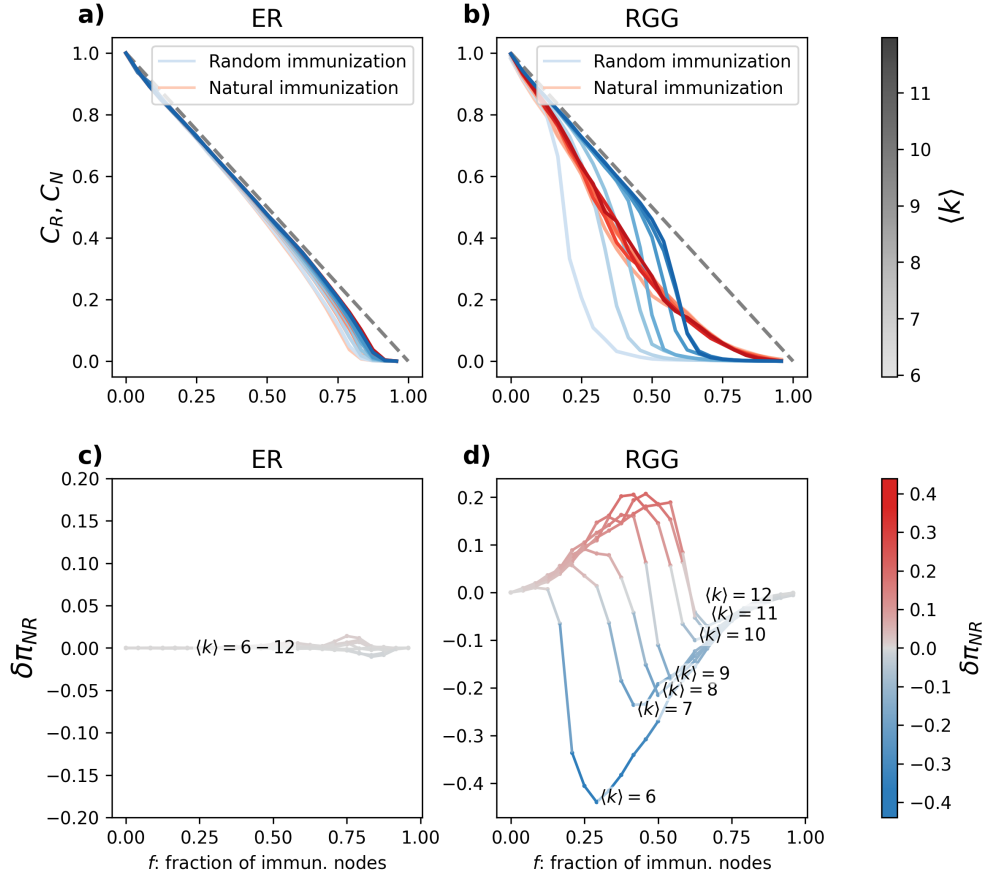 a) ER
b) RGG
Random immunization
Natural immunization
Random immunization
Natural immunization
C_R, C_N
1.0
0.8
0.6
0.4
0.2
0.0
0.00 0.25 0.50 0.75 1.00
1.0
0.8
0.6
0.4
0.2
0.0
0.00 0.25 0.50 0.75 1.00
11
10
9
8
7
6
⟨k⟩
c) ER
d) RGG
δπ_NR
0.20
0.15
0.10
0.05
0.00
−0.05
−0.10
−0.15
−0.20
⟨k⟩ = 6 − 12
0.00 0.25 0.50 0.75 1.00
f: fraction of immun. nodes
0.2
0.1
0.0
−0.1
−0.2
−0.3
−0.4
⟨k⟩ = 12
⟨k⟩ = 11
⟨k⟩ = 10
⟨k⟩ = 9
⟨k⟩ = 8
⟨k⟩ = 7
⟨k⟩ = 6
0.00 0.25 0.50 0.75 1.00
f: fraction of immun. nodes
0.4
0.3
0.2
0.1
0.0
−0.1
−0.2
−0.3
−0.4
δπ_NR